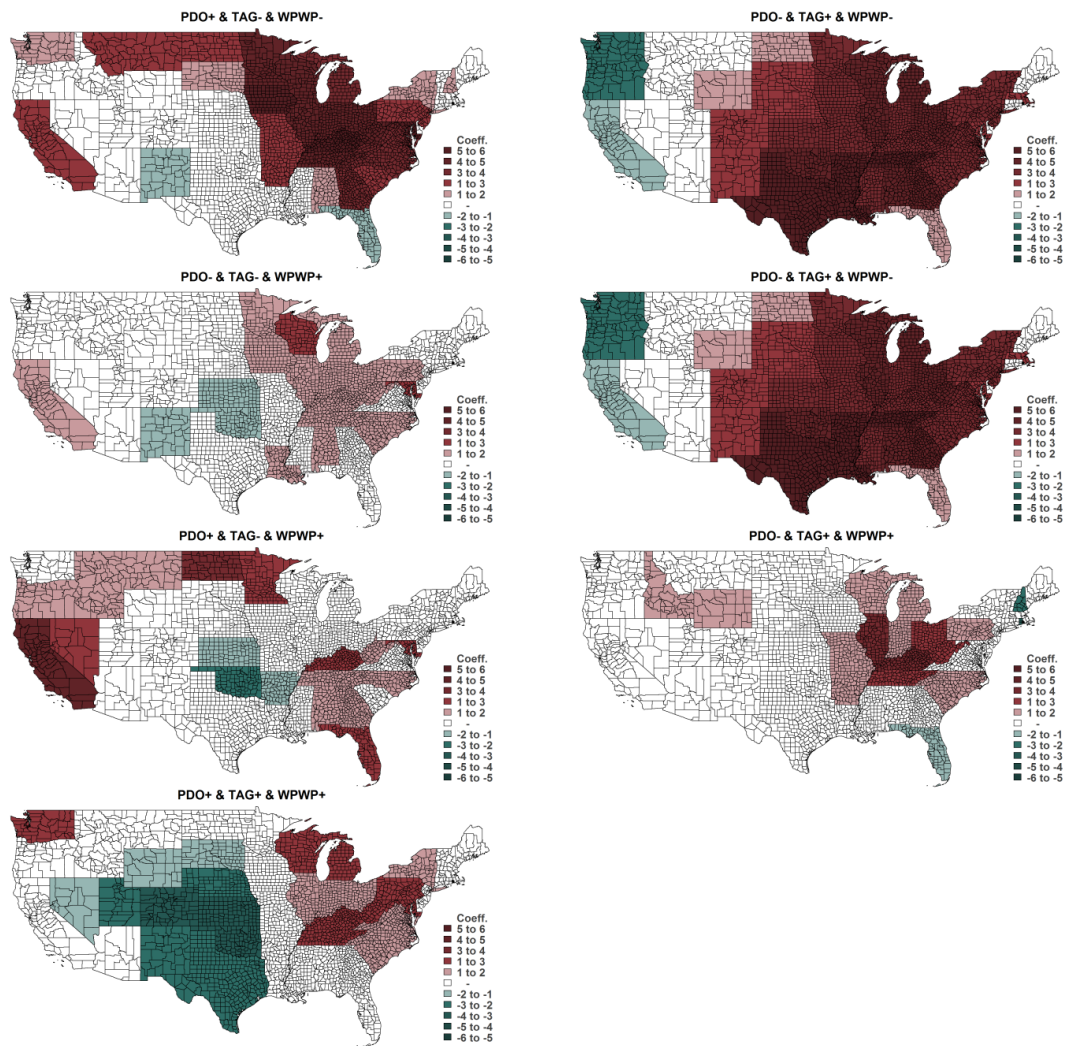 PDO+ & TAG- & WPWP-
Coeff.
5 to 6
4 to 5
3 to 4
1 to 3
1 to 2
-
-2 to -1
-3 to -2
-4 to -3
-5 to -4
-6 to -5
PDO- & TAG+ & WPWP-
Coeff.
5 to 6
4 to 5
3 to 4
1 to 3
1 to 2
-
-2 to -1
-3 to -2
-4 to -3
-5 to -4
-6 to -5
PDO- & TAG- & WPWP+
Coeff.
5 to 6
4 to 5
3 to 4
1 to 3
1 to 2
-
-2 to -1
-3 to -2
-4 to -3
-5 to -4
-6 to -5
PDO- & TAG+ & WPWP-
Coeff.
5 to 6
4 to 5
3 to 4
1 to 3
1 to 2
-
-2 to -1
-3 to -2
-4 to -3
-5 to -4
-6 to -5
PDO+ & TAG- & WPWP+
Coeff.
5 to 6
4 to 5
3 to 4
1 to 3
1 to 2
-
-2 to -1
-3 to -2
-4 to -3
-5 to -4
-6 to -5
PDO- & TAG+ & WPWP+
Coeff.
5 to 6
4 to 5
3 to 4
1 to 3
1 to 2
-
-2 to -1
-3 to -2
-4 to -3
-5 to -4
-6 to -5
PDO+ & TAG+ & WPWP+
Coeff.
5 to 6
4 to 5
3 to 4
1 to 3
1 to 2
-
-2 to -1
-3 to -2
-4 to -3
-5 to -4
-6 to -5